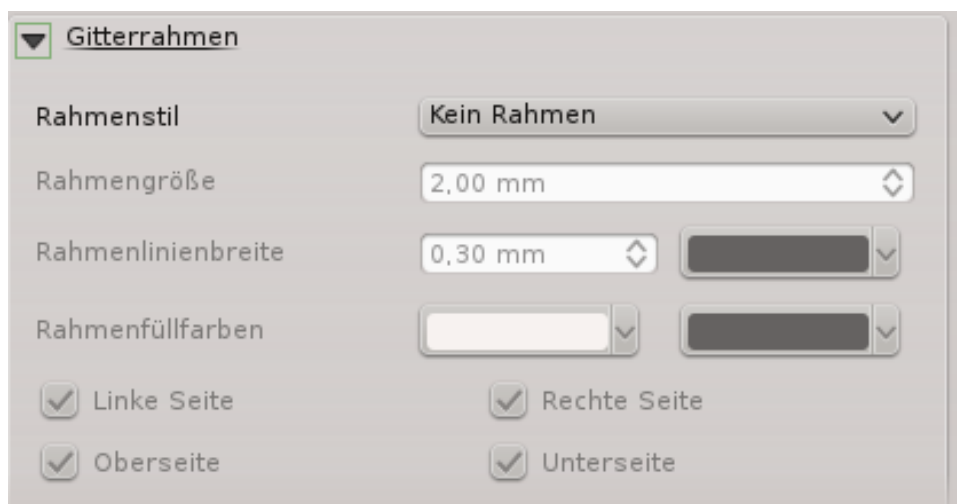 Gitterrahmen
Rahmenstil Kein Rahmen
Rahmengröße 2,00 mm
Rahmenlinienbreite 0,30 mm
Rahmenfüllfarben
Linke Seite Rechte Seite
Oberseite Unterseite